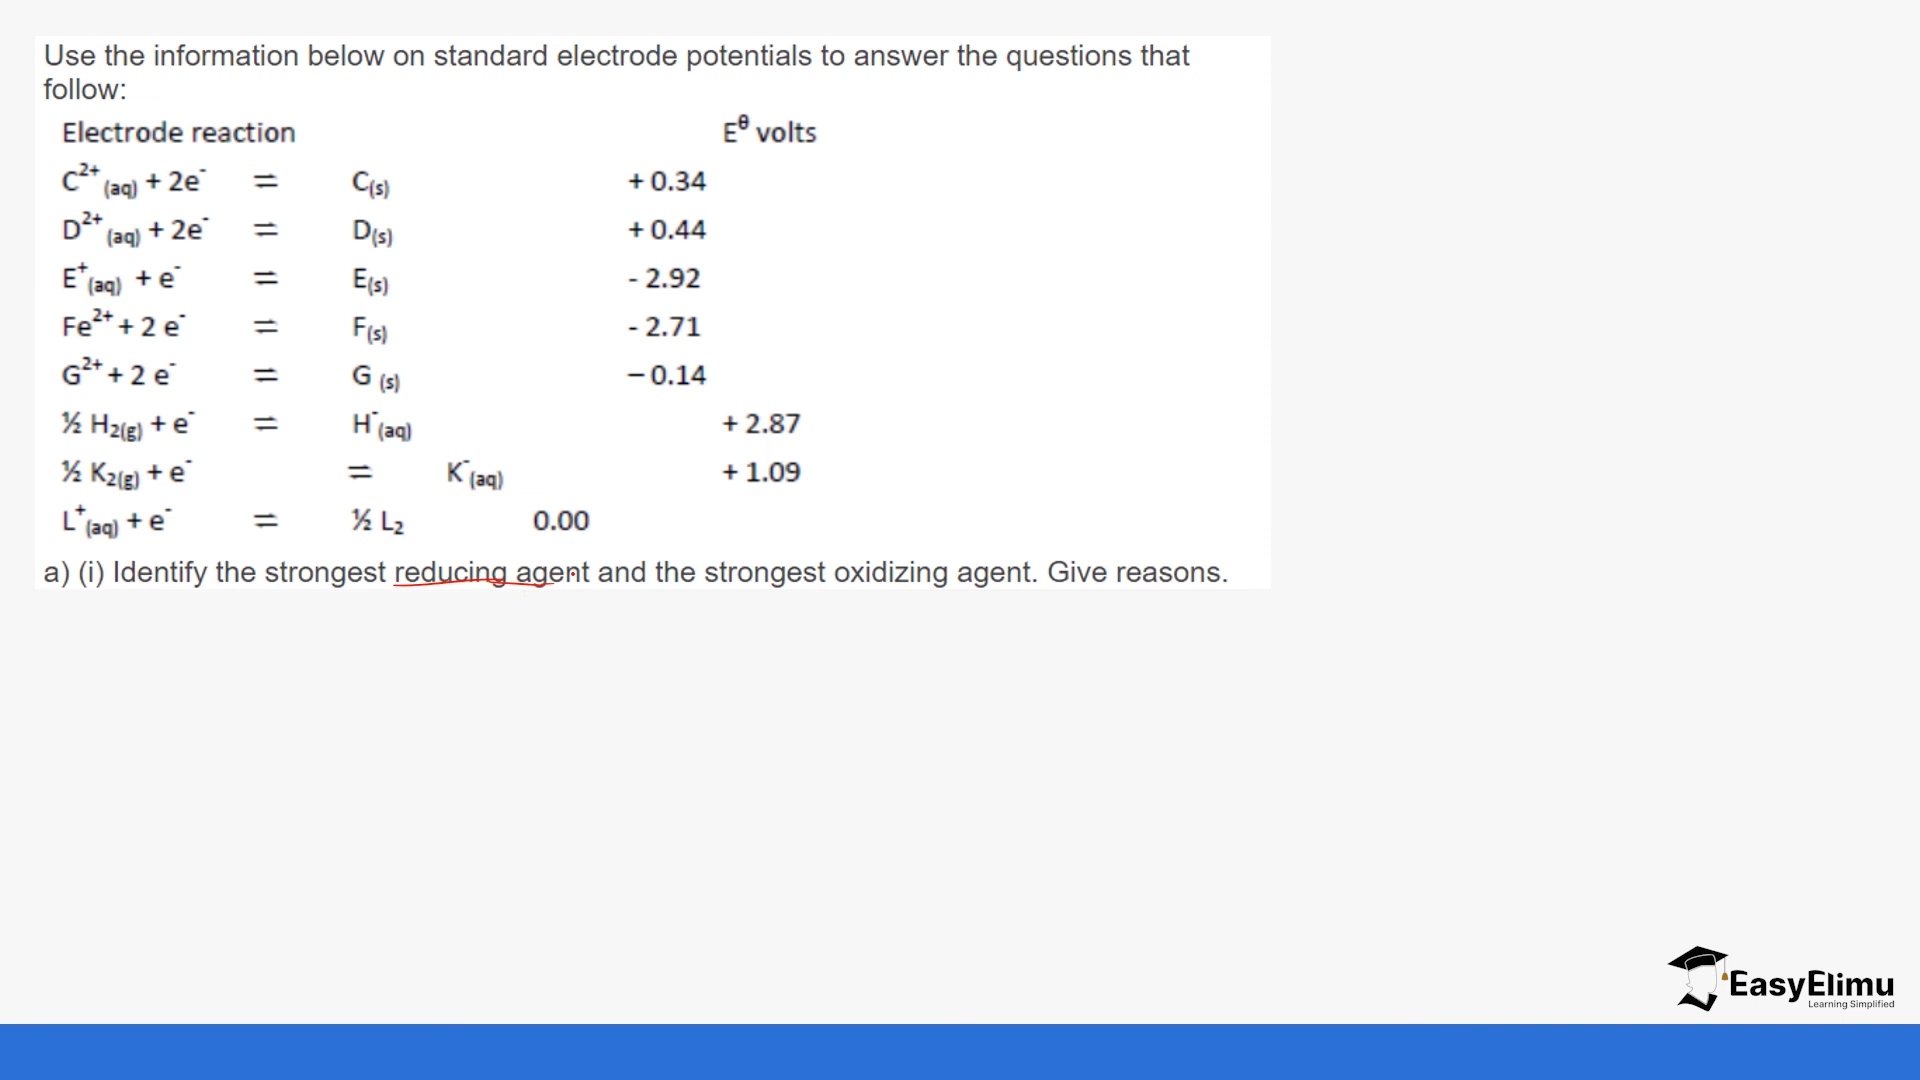 Use the information below on standard electrode potentials to answer the questions that
follow:
Electrode reaction E^θ volts
C²⁺(aq) + 2e⁻ ⇌ C(s) + 0.34
D²⁺(aq) + 2e⁻ ⇌ D(s) + 0.44
E⁺(aq) + e⁻ ⇌ E(s) - 2.92
Fe²⁺ + 2 e⁻ ⇌ F(s) - 2.71
G²⁺ + 2 e⁻ ⇌ G (s) – 0.14
½ H₂(g) + e⁻ ⇌ H⁻(aq) + 2.87
½ K₂(g) + e⁻ ⇌ K⁻(aq) + 1.09
L⁺(aq) + e⁻ ⇌ ½ L₂ 0.00
a) (i) Identify the strongest reducing agent and the strongest oxidizing agent. Give reasons.
EasyElimu
Learning Simplified